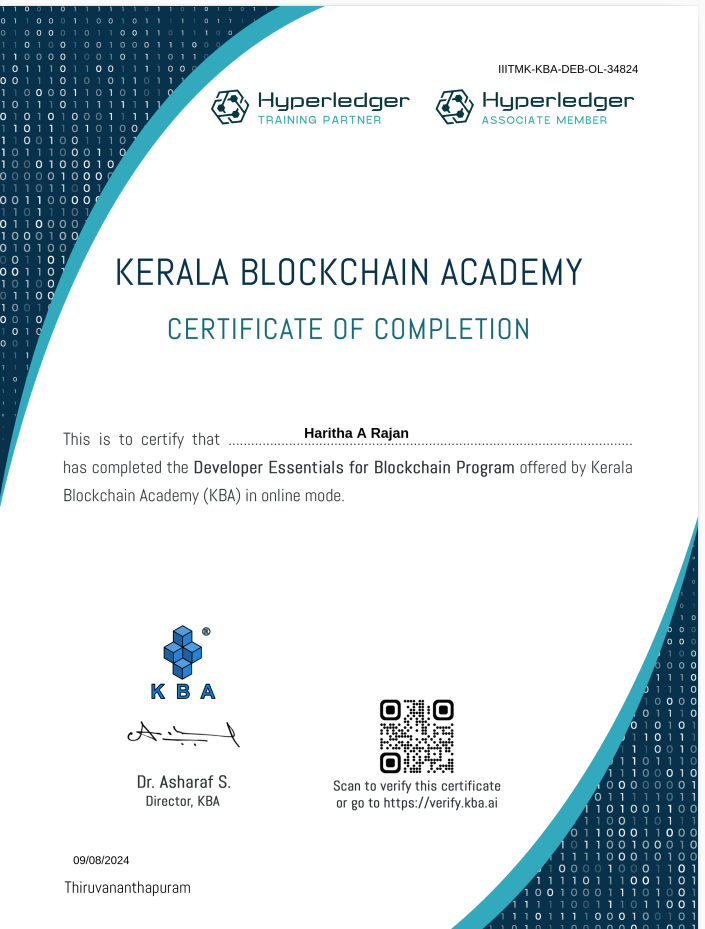 IIITMK-KBA-DEB-OL-34824
Hyperledger
TRAINING PARTNER
Hyperledger
ASSOCIATE MEMBER
KERALA BLOCKCHAIN ACADEMY
CERTIFICATE OF COMPLETION
This is to certify that Haritha A Rajan
has completed the Developer Essentials for Blockchain Program offered by Kerala
Blockchain Academy (KBA) in online mode.
®
KBA
Dr. Asharaf S.
Director, KBA
Scan to verify this certificate
or go to https://verify.kba.ai
09/08/2024
Thiruvananthapuram